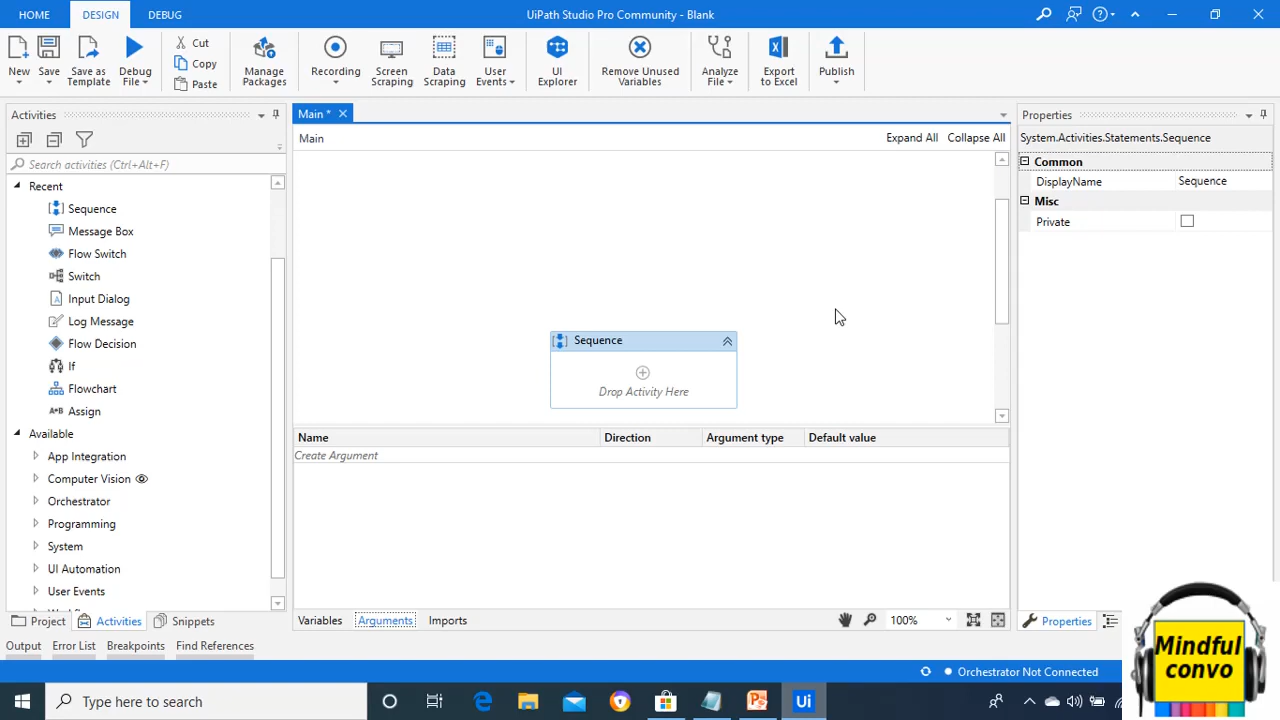 HOME
DESIGN
DEBUG
UiPath Studio Pro Community - Blank
New
Save
Save as
Template
Debug
File
Cut
Copy
Paste
Manage
Packages
Recording
Screen
Scraping
Data
Scraping
User
Events
UI
Explorer
Remove Unused
Variables
Analyze
File
Export
to Excel
Publish
Activities
Search activities (Ctrl+Alt+F)
Recent
Sequence
Message Box
Flow Switch
Switch
Input Dialog
Log Message
Flow Decision
If
Flowchart
A*B Assign
Available
App Integration
Computer Vision
Orchestrator
Programming
System
UI Automation
User Events
Project
Activities
Snippets
Main *
Main
Expand All
Collapse All
Sequence
Drop Activity Here
Name
Direction
Argument type
Default value
Create Argument
Variables
Arguments
Imports
100%
Properties
System.Activities.Statements.Sequence
Common
DisplayName
Sequence
Misc
Private
Properties
Output
Error List
Breakpoints
Find References
Orchestrator Not Connected
Mindful
convo
Type here to search
Ui